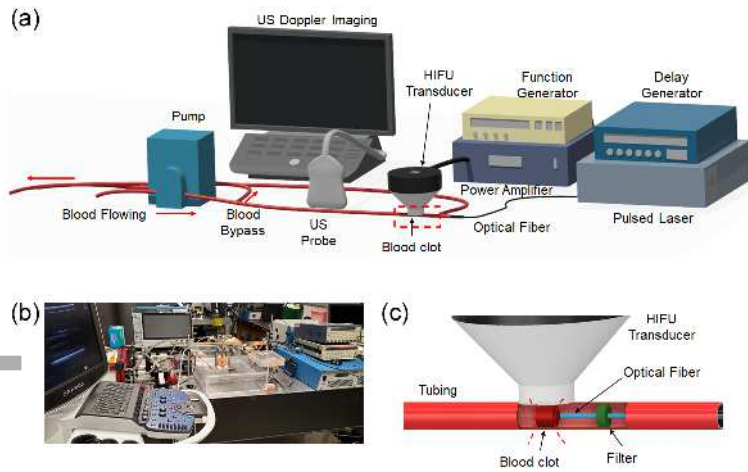 (a)
US Doppler Imaging
HIFU
Transducer
Function
Generator
Delay
Generator
Pump
Blood Flowing
Blood
Bypass
US
Probe
Blood clot
Power Amplifier
Optical Fiber
Pulsed Laser
(b)
(c)
HIFU
Transducer
Optical Fiber
Tubing
Blood clot
Filter